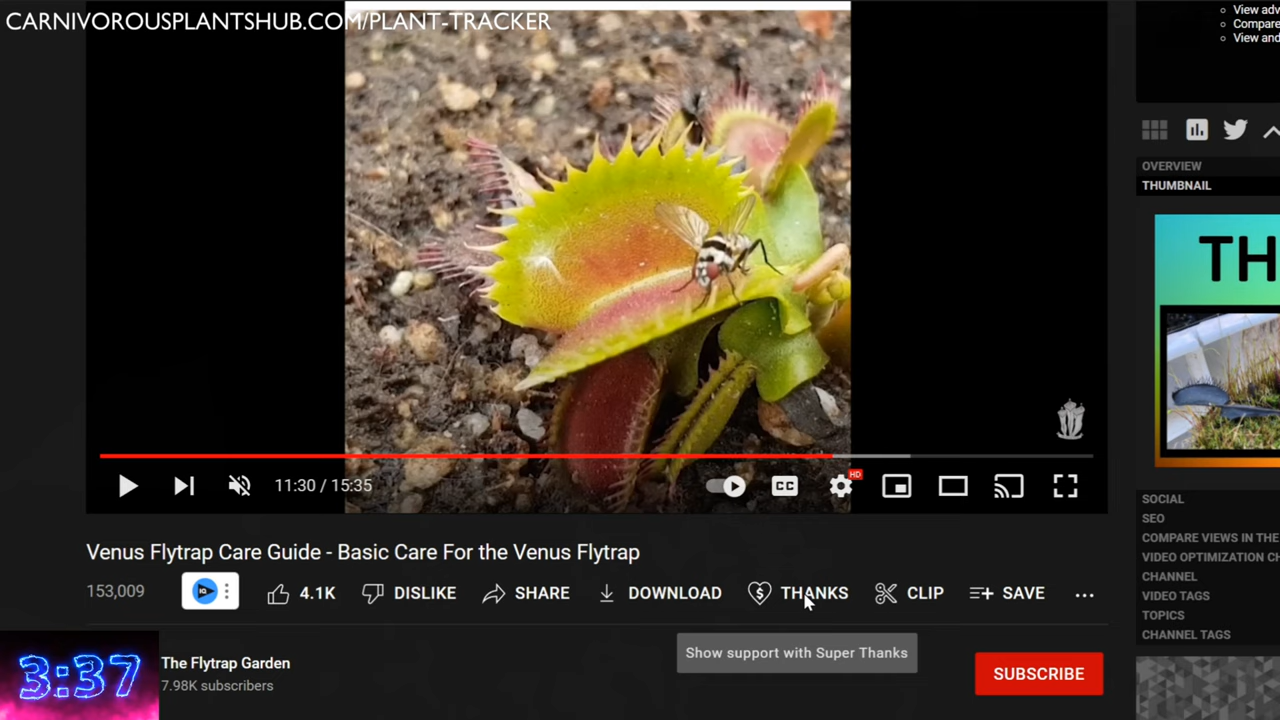 CARNIVOROUSPLANTSHUB.COM/PLANT-TRACKER
View adv
Compare
View and
OVERVIEW
THUMBNAIL
TH
HD
CC
11:30 / 15:35
Venus Flytrap Care Guide - Basic Care For the Venus Flytrap
153,009
IQ
4.1K
DISLIKE
SHARE
DOWNLOAD
$
THANKS
CLIP
SAVE
Show support with Super Thanks
3:37
The Flytrap Garden
7.98K subscribers
SUBSCRIBE
SOCIAL
SEO
COMPARE VIEWS IN THE
VIDEO OPTIMIZATION CH
CHANNEL
VIDEO TAGS
TOPICS
CHANNEL TAGS